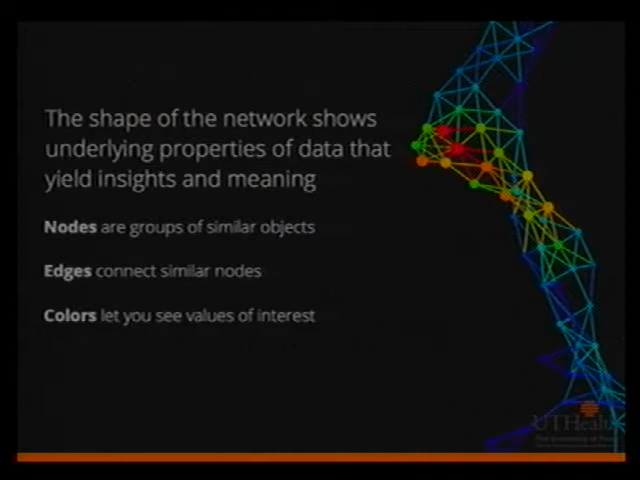 The shape of the network shows
underlying properties of data that
yield insights and meaning
Nodes are groups of similar objects
Edges connect similar nodes
Colors let you see values of interest
UTHealth